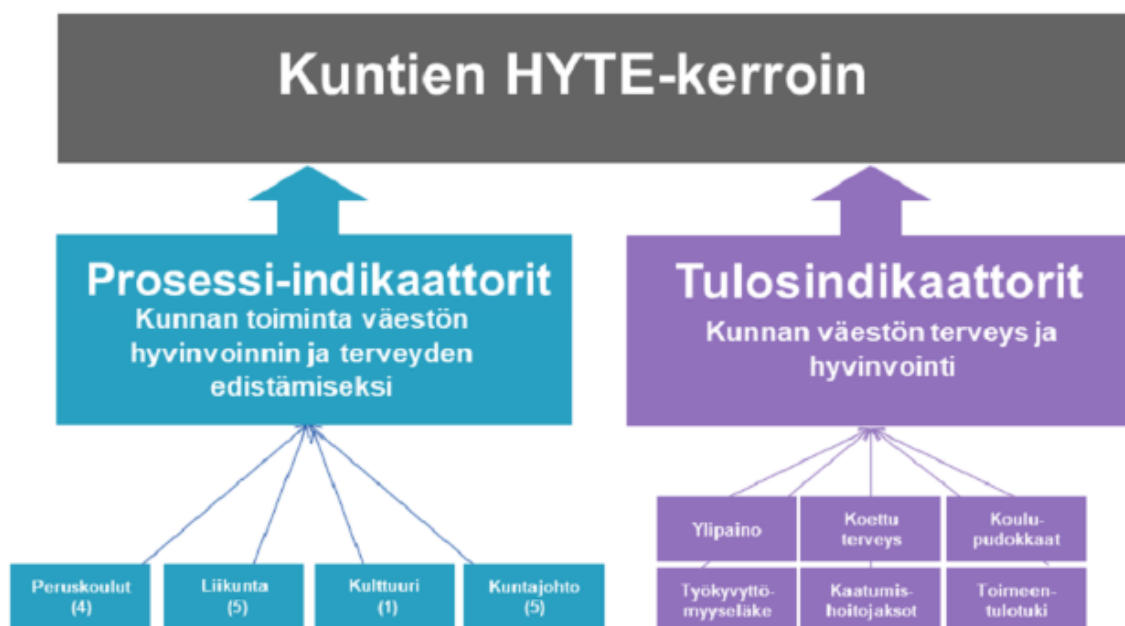 Kuntien HYTE-kerroin
Prosessi-indikaattorit
Kunnan toiminta väestön
hyvinvoinnin ja terveyden
edistämiseksi
Tulosindikaattorit
Kunnan väestön terveys ja
hyvinvointi
Peruskoulut
(4)
Liikunta
(5)
Kulttuuri
(1)
Kuntajohto
(5)
Ylipaino
Koettu
terveys
Koulu-
pudokkaat
Työkyvyttö-
myyseläke
Kaatumis-
hoitojaksot
Toimeen-
tulotuki